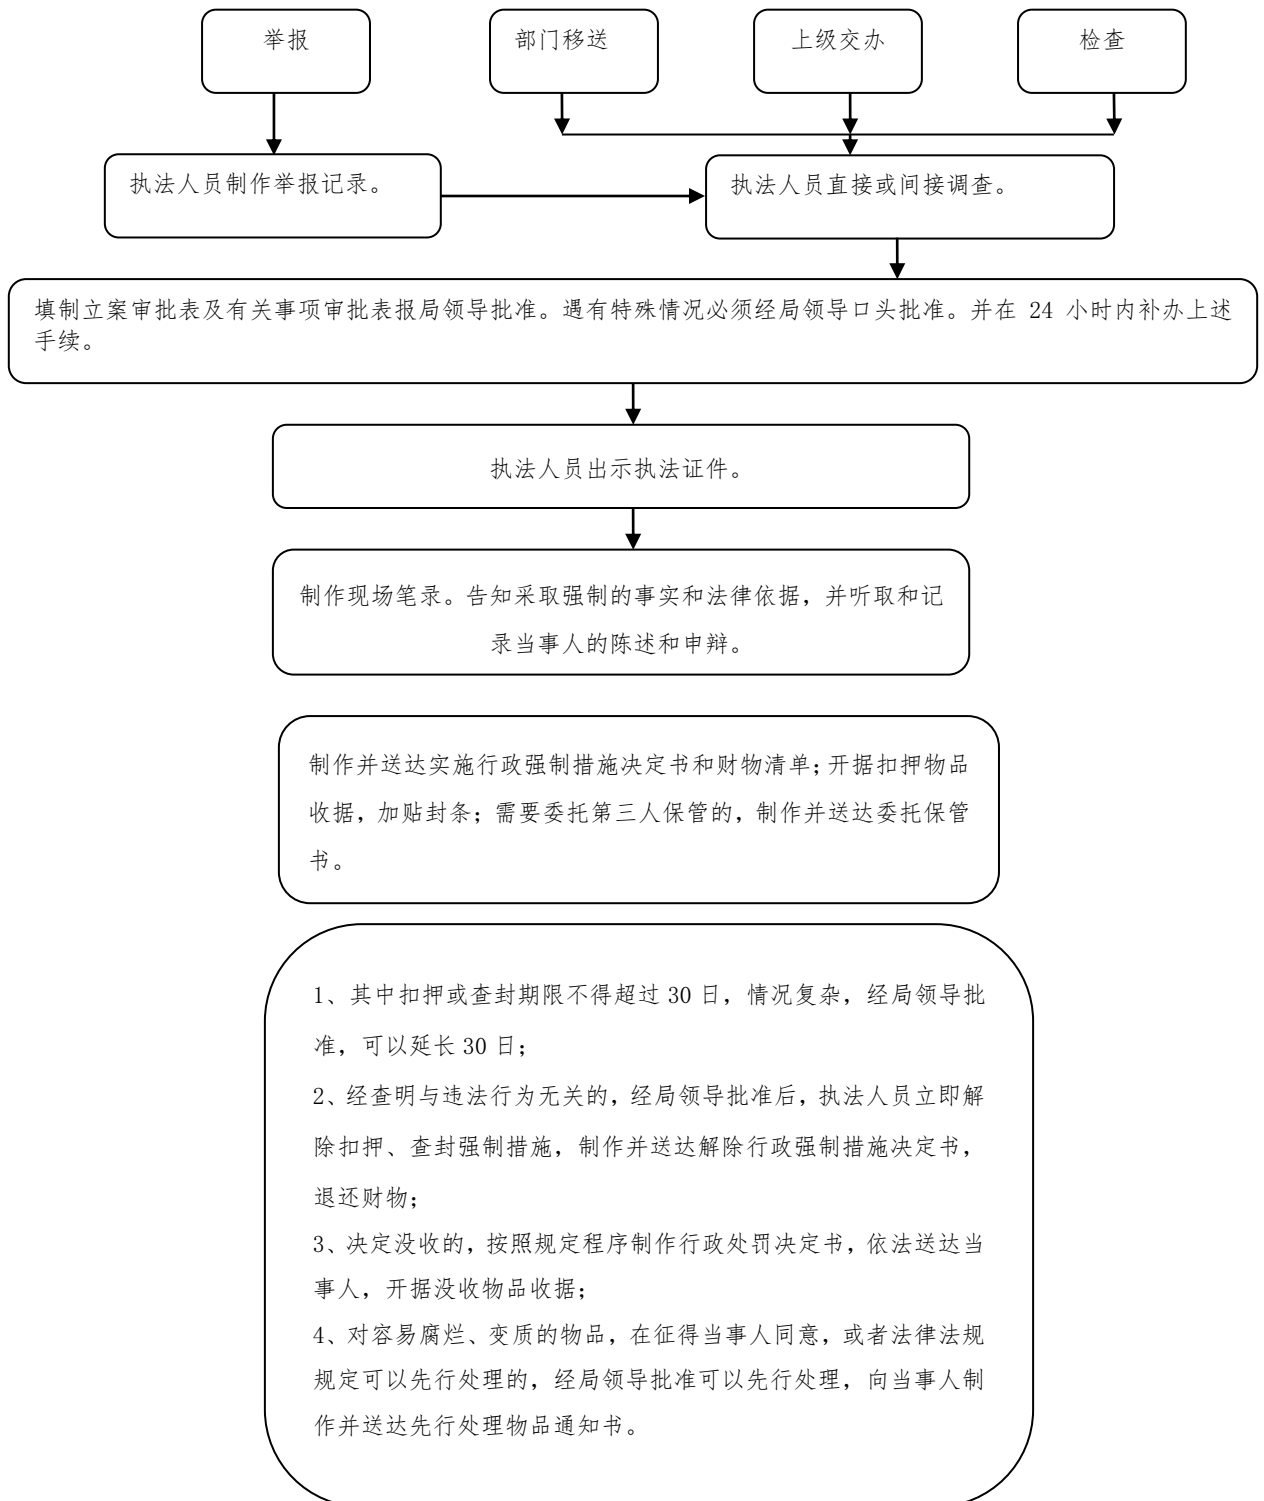 举报
部门移送
上级交办
检查
执法人员制作举报记录。
执法人员直接或间接调查。
填制立案审批表及有关事项审批表报局领导批准。遇有特殊情况必须经局领导口头批准。并在 24 小时内补办上述
手续。
执法人员出示执法证件。
制作现场笔录。告知采取强制的事实和法律依据，并听取和记
录当事人的陈述和申辩。
制作并送达实施行政强制措施决定书和财物清单；开据扣押物品
收据，加贴封条；需要委托第三人保管的，制作并送达委托保管
书。
1、其中扣押或查封期限不得超过 30 日，情况复杂，经局领导批
准，可以延长 30 日；
2、经查明与违法行为无关的，经局领导批准后，执法人员立即解
除扣押、查封强制措施，制作并送达解除行政强制措施决定书，
退还财物；
3、决定没收的，按照规定程序制作行政处罚决定书，依法送达当
事人，开据没收物品收据；
4、对容易腐烂、变质的物品，在征得当事人同意，或者法律法规
规定可以先行处理的，经局领导批准可以先行处理，向当事人制
作并送达先行处理物品通知书。